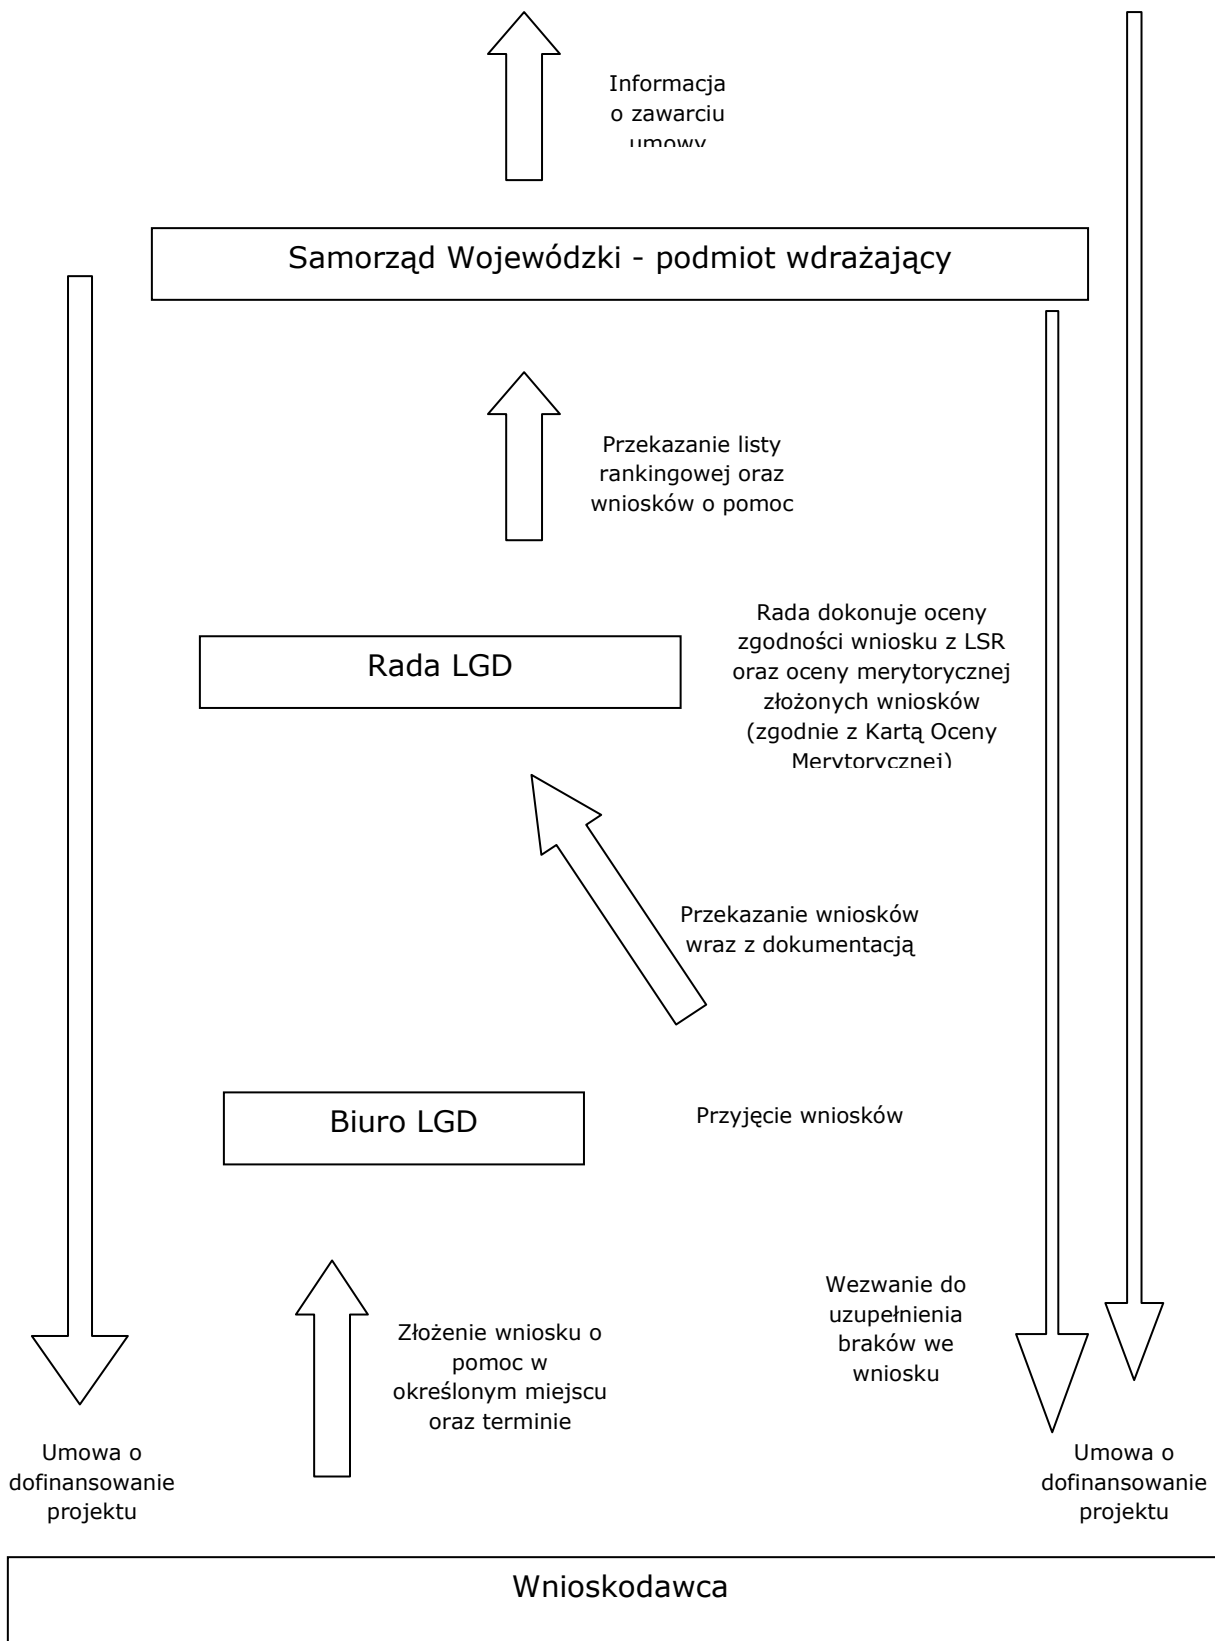 Informacja
o zawarciu
umowy
Samorząd Wojewódzki - podmiot wdrażający
Przekazanie listy
rankingowej oraz
wniosków o pomoc
Rada LGD
Rada dokonuje oceny
zgodności wniosku z LSR
oraz oceny merytorycznej
złożonych wniosków
(zgodnie z Kartą Oceny
Merytorycznej)
Przekazanie wniosków
wraz z dokumentacją
Biuro LGD
Przyjęcie wniosków
Wezwanie do
uzupełnienia
braków we
wniosku
Złożenie wniosku o
pomoc w
określonym miejscu
oraz terminie
Umowa o
dofinansowanie
projektu
Umowa o
dofinansowanie
projektu
Wnioskodawca